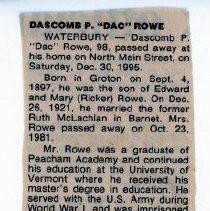 DASCOMB P. "DAC" ROWE
WATERBURY — Dascomb P.
"Dac" Rowe, 98, passed away at
his home on North Main Street, on
Saturday, Dec. 30, 1995.
Born in Groton on Sept. 4,
1897, he was the son of Edward
and Mary (Ricker) Rowe. On Dec.
26, 1921, he married the former
Ruth McLachlan in Barnet. Mrs.
Rowe passed away on Oct. 23,
1981.
Mr. Rowe was a graduate of
Peacham Academy and continued
his education at the University of
Vermont where he received his
master's degree in education. He
served with the U.S. Army during
World War I, and was imprisoned